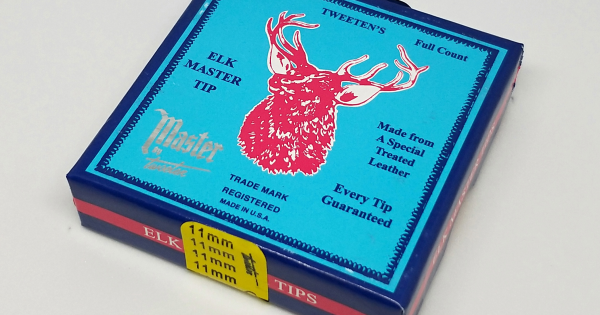 TWEETEN'S
Full Count
ELK
MASTER
TIP
Master
Tweeten
Made from
A Special
Treated
Leather
TRADE MARK
REGISTERED
MADE IN U.S.A.
Every Tip
Guaranteed
ELK
11mm
11mm
11mm
11mm
TIPS